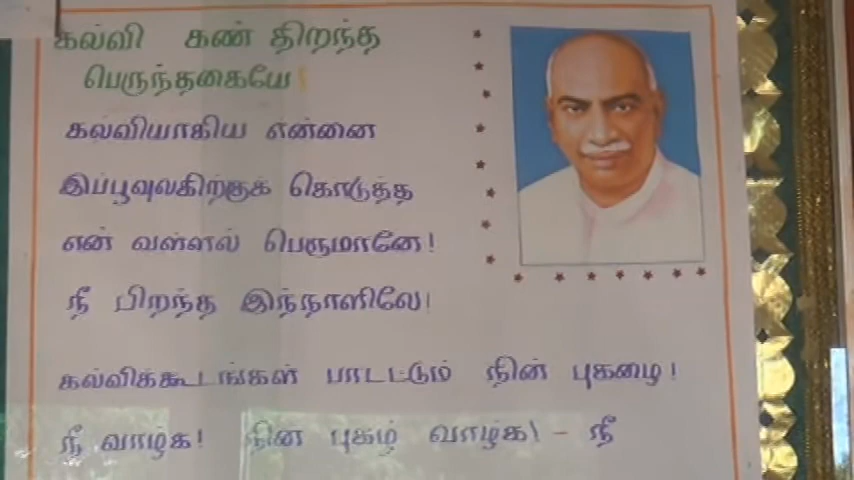 கல்வி கண் திறந்த
பெருந்தகையே!
கல்வியாகிய என்னை
இப்பூவுலகிற்குக் கொடுத்த
என் வள்ளல் பெருமானே!
நீ பிறந்த இந்நாளிலே!
கல்விக்கூடங்கள் பாடட்டும் நின் புகழை!
நீ வாழ்க! நின் புகழ் வாழ்க! - நீ